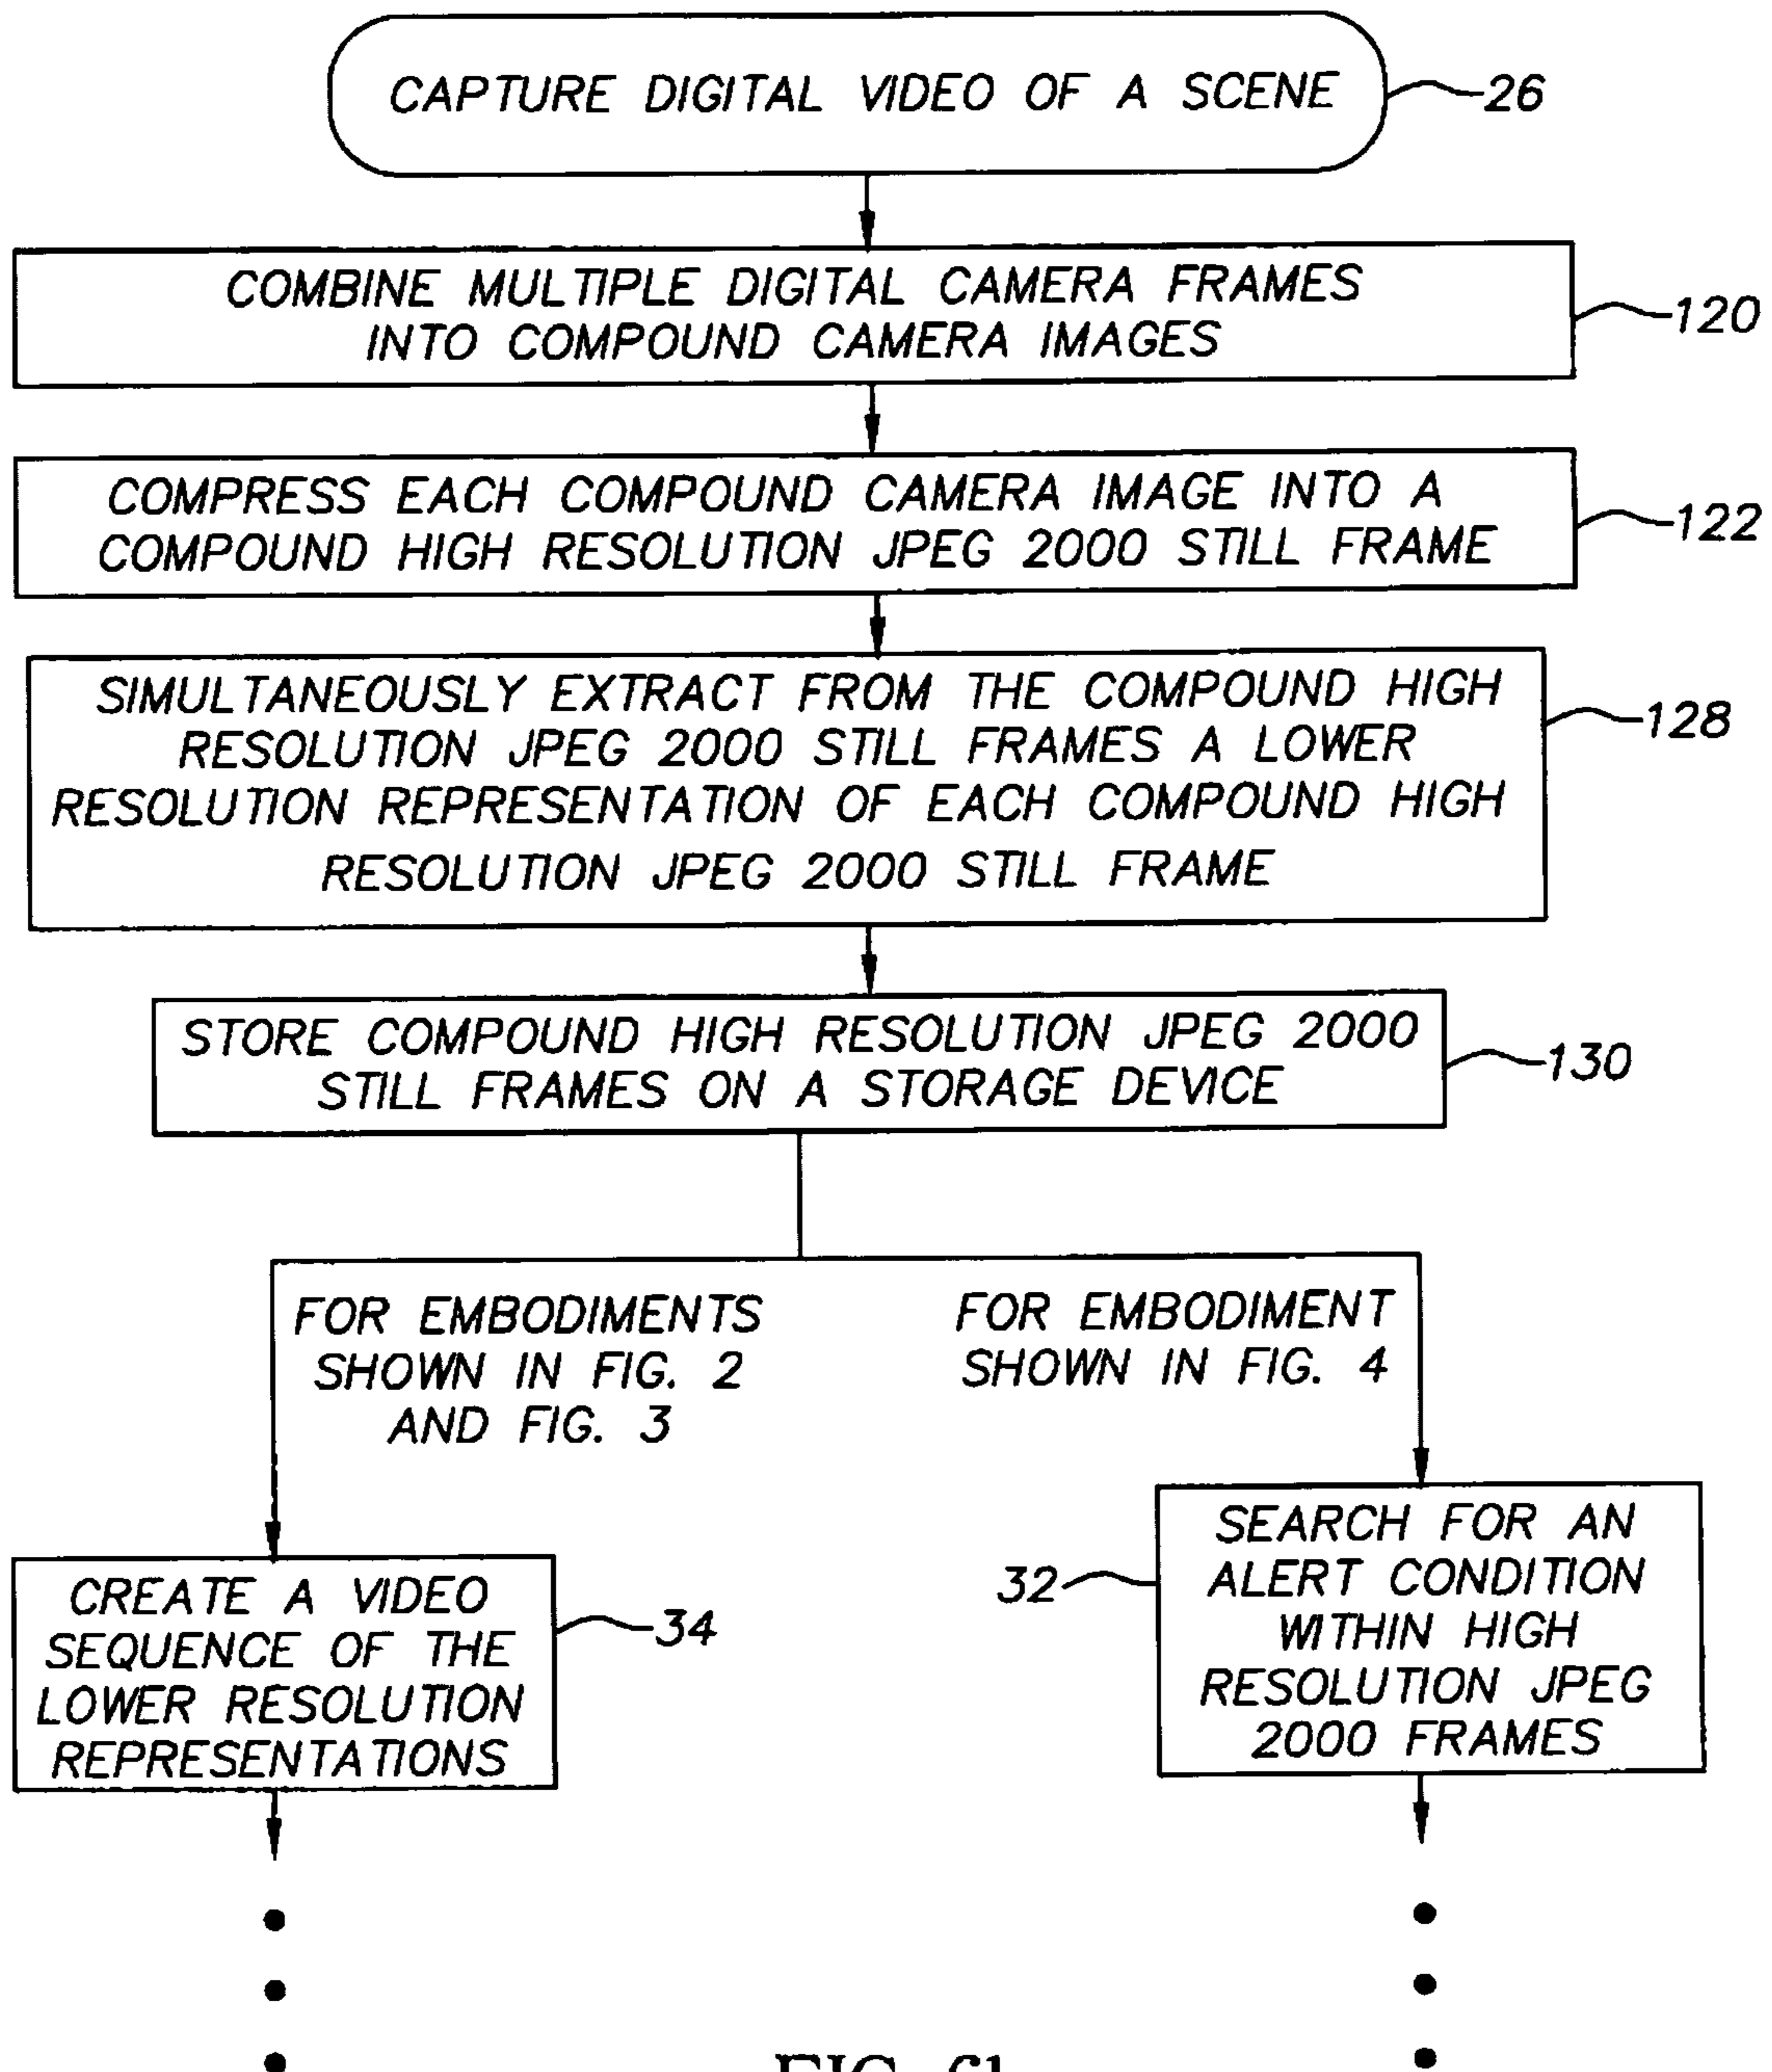 CAPTURE DIGITAL VIDEO OF A SCENE
26
COMBINE MULTIPLE DIGITAL CAMERA FRAMES
INTO COMPOUND CAMERA IMAGES
120
COMPRESS EACH COMPOUND CAMERA IMAGE INTO A
COMPOUND HIGH RESOLUTION JPEG 2000 STILL FRAME
122
SIMULTANEOUSLY EXTRACT FROM THE COMPOUND HIGH
RESOLUTION JPEG 2000 STILL FRAMES A LOWER
RESOLUTION REPRESENTATION OF EACH COMPOUND HIGH
RESOLUTION JPEG 2000 STILL FRAME
128
STORE COMPOUND HIGH RESOLUTION JPEG 2000
STILL FRAMES ON A STORAGE DEVICE
130
FOR EMBODIMENTS
SHOWN IN FIG. 2
AND FIG. 3
FOR EMBODIMENT
SHOWN IN FIG. 4
CREATE A VIDEO
SEQUENCE OF THE
LOWER RESOLUTION
REPRESENTATIONS
34
32
SEARCH FOR AN
ALERT CONDITION
WITHIN HIGH
RESOLUTION JPEG
2000 FRAMES